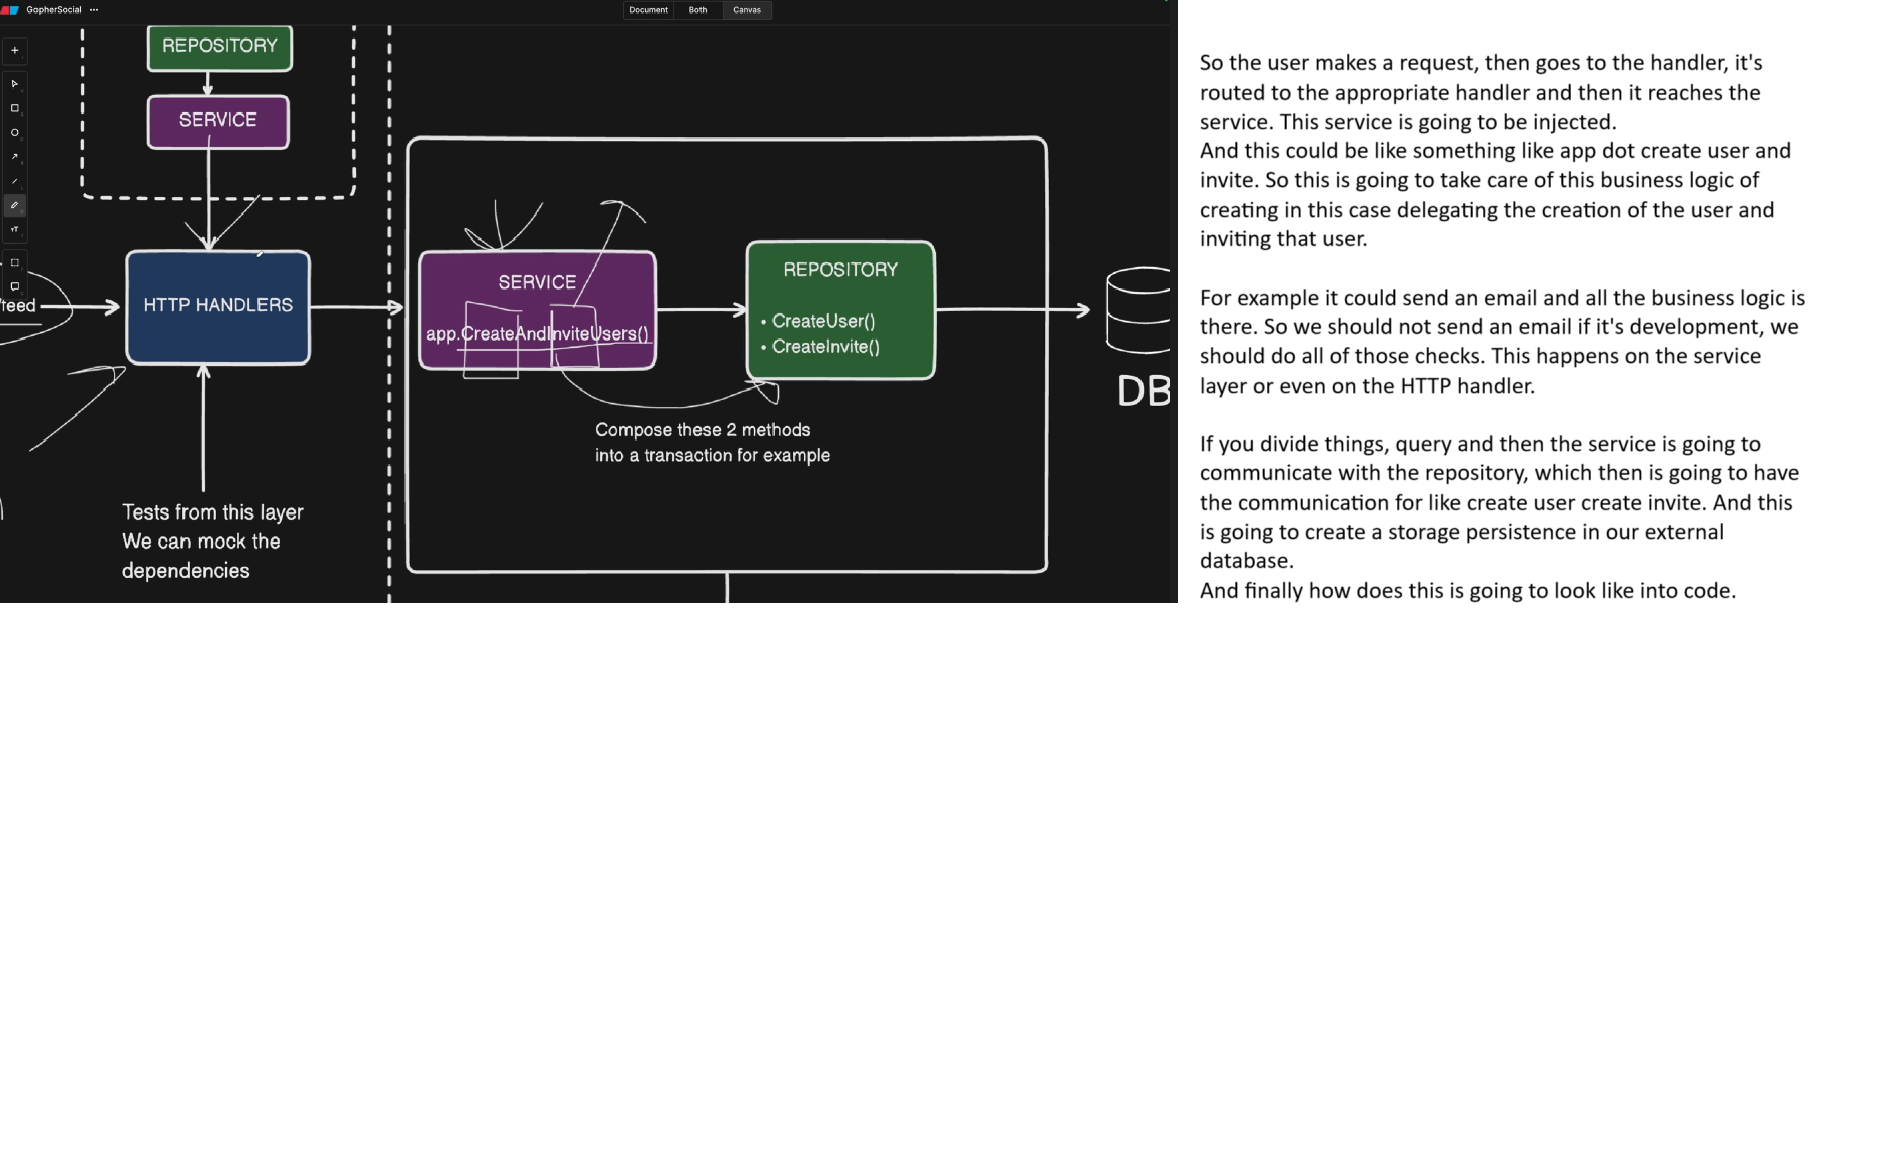 GapherSocial ···
Document Both Canvas
REPOSITORY
SERVICE
HTTP HANDLERS
feed
Tests from this layer
We can mock the
dependencies
SERVICE
app.CreateAndInviteUsers()
REPOSITORY
• CreateUser()
• CreateInvite()
Compose these 2 methods
into a transaction for example
DB
So the user makes a request, then goes to the handler, it's
routed to the appropriate handler and then it reaches the
service. This service is going to be injected.
And this could be like something like app dot create user and
invite. So this is going to take care of this business logic of
creating in this case delegating the creation of the user and
inviting that user.
For example it could send an email and all the business logic is
there. So we should not send an email if it's development, we
should do all of those checks. This happens on the service
layer or even on the HTTP handler.
If you divide things, query and then the service is going to
communicate with the repository, which then is going to have
the communication for like create user create invite. And this
is going to create a storage persistence in our external
database.
And finally how does this is going to look like into code.